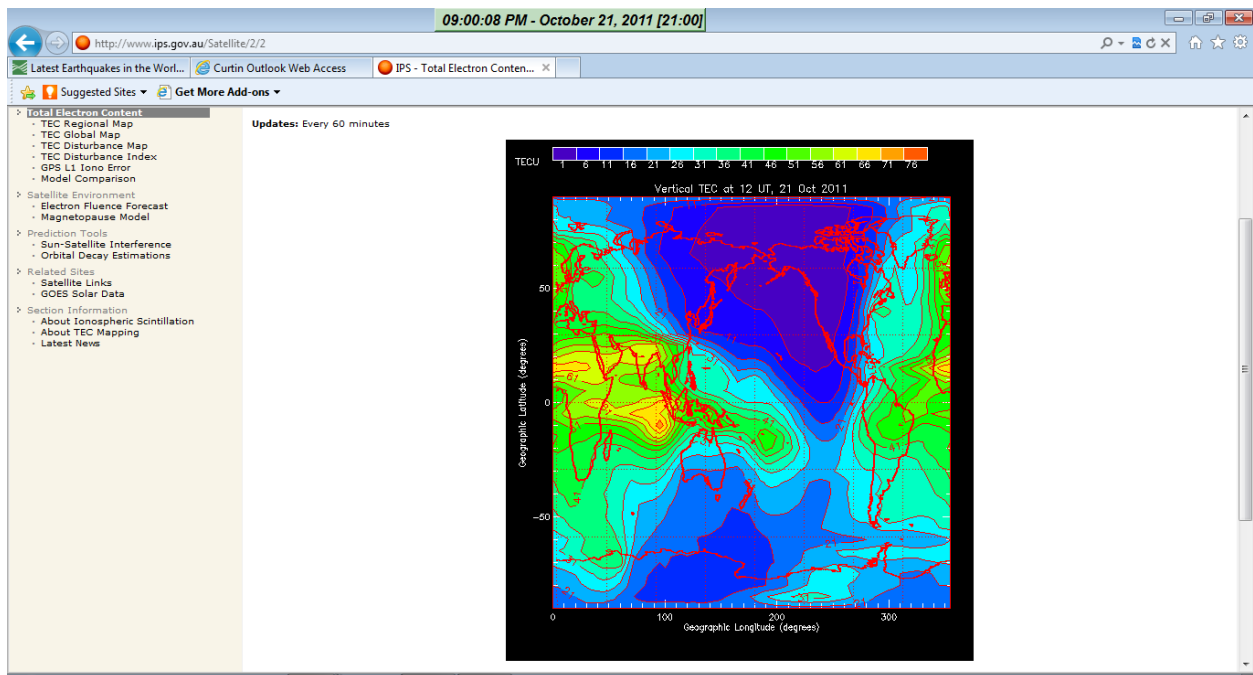 09:00:08 PM - October 21, 2011 [21:00]
http://www.ips.gov.au/Satellite/2/2
Latest Earthquakes in the Worl...
Curtin Outlook Web Access
IPS - Total Electron Conten...
Suggested Sites
Get More Add-ons
Total Electron Content
TEC Regional Map
TEC Global Map
TEC Disturbance Map
TEC Disturbance Index
GPS L1 Iono Error
Model Comparison
Satellite Environment
Electron Fluence Forecast
Magnetopause Model
Prediction Tools
Sun-Satellite Interference
Orbital Decay Estimations
Related Sites
Satellite Links
GOES Solar Data
Section Information
About Ionospheric Scintillation
About TEC Mapping
Latest News
Updates: Every 60 minutes
TECU 1 6 11 16 21 26 31 36 41 46 51 56 61 66 71 76
Vertical TEC at 12 UT, 21 Oct 2011
Geographic Latitude (degrees)
50
0
-50
0 100 200 300
Geographic Longitude (degrees)